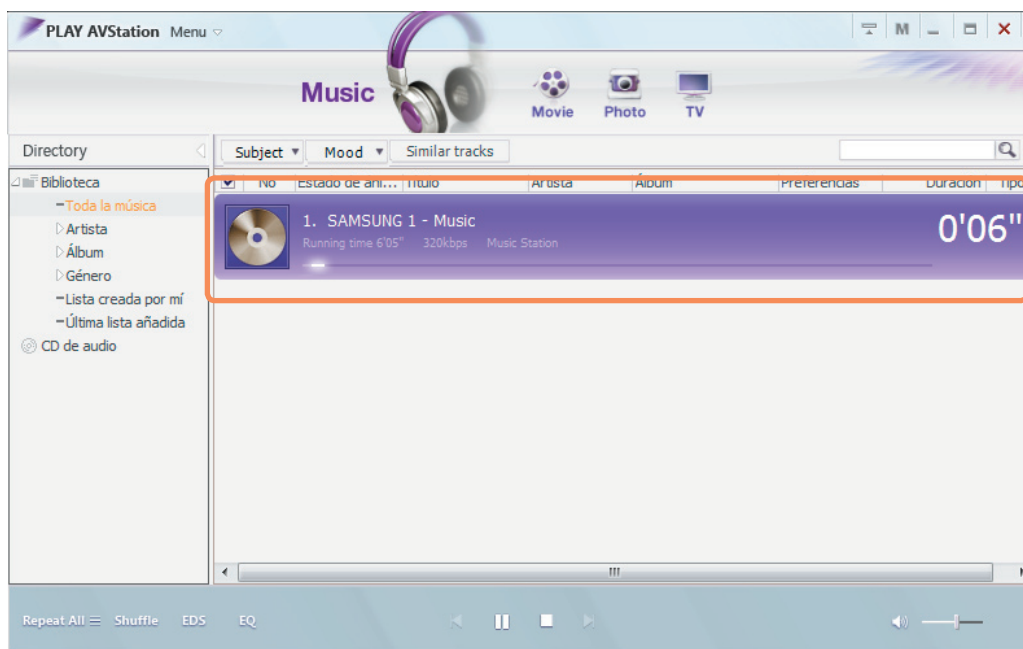 PLAY AVStation Menu
M
Music
Movie Photo TV
Directory
Subject Mood Similar tracks
Biblioteca
Toda la música
Artista
Álbum
Género
Lista creada por mí
Última lista añadida
CD de audio
No Estado de áni... Título Artista Álbum Preferencias Duración Tipo
1. SAMSUNG 1 - Music
0'06"
Running time 6'05" 320kbps Music Station
Repeat All Shuffle EDS EQ